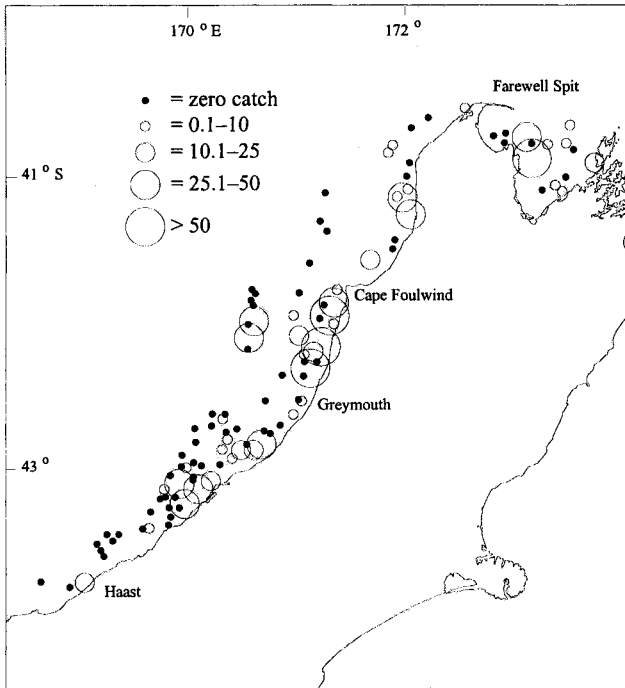 170 ° E
172 °
Farewell Spit
= zero catch
= 0.1–10
= 10.1–25
= 25.1–50
> 50
41 ° S
Cape Foulwind
Greymouth
43 °
Haast